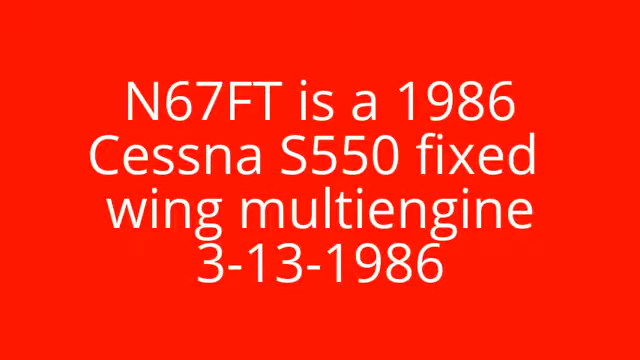 N67FT is a 1986
Cessna S550 fixed
wing multiengine
3-13-1986